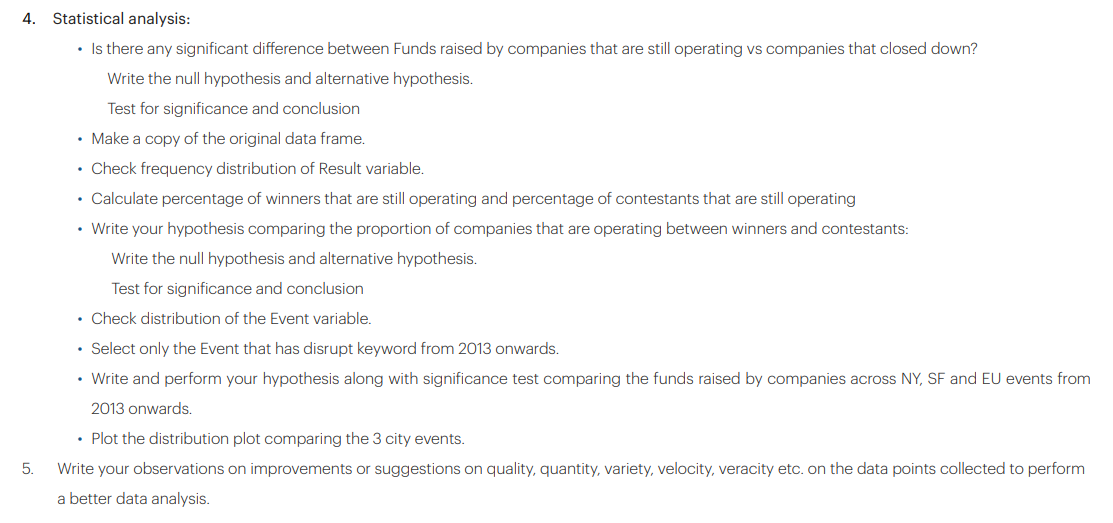 4. Statistical analysis:
• Is there any significant difference between Funds raised by companies that are still operating vs companies that closed down?
Write the null hypothesis and alternative hypothesis.
Test for significance and conclusion
• Make a copy of the original data frame.
• Check frequency distribution of Result variable.
• Calculate percentage of winners that are still operating and percentage of contestants that are still operating
• Write your hypothesis comparing the proportion of companies that are operating between winners and contestants:
Write the null hypothesis and alternative hypothesis.
Test for significance and conclusion
• Check distribution of the Event variable.
• Select only the Event that has disrupt keyword from 2013 onwards.
• Write and perform your hypothesis along with significance test comparing the funds raised by companies across NY, SF and EU events from
2013 onwards.
• Plot the distribution plot comparing the 3 city events.
5. Write your observations on improvements or suggestions on quality, quantity, variety, velocity, veracity etc. on the data points collected to perform
a better data analysis.